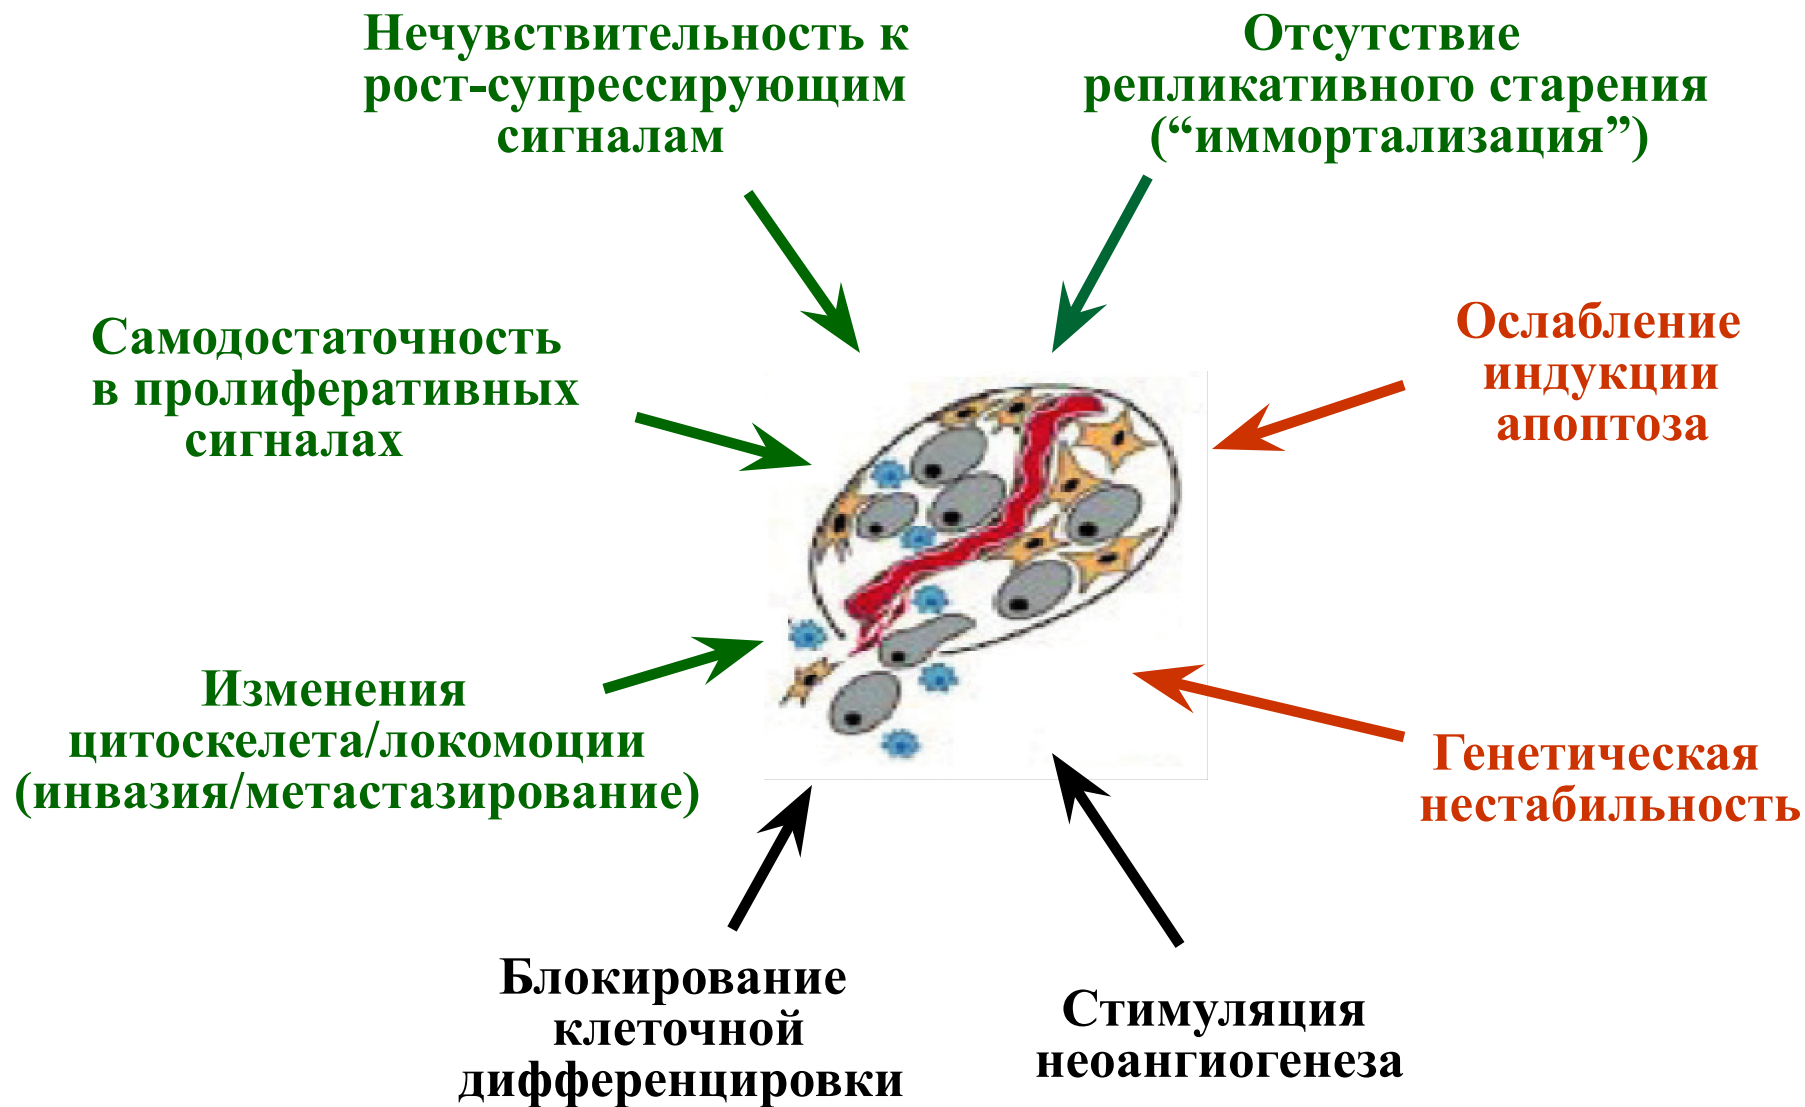 Нечувствительность к
рост-супрессирующим
сигналам
Отсутствие
репликативного старения
(“иммортализация”)
Самодостаточность
в пролиферативных
сигналах
Ослабление
индукции
апоптоза
Изменения
цитоскелета/локомоции
(инвазия/метастазирование)
Генетическая
нестабильность
Блокирование
клеточной
дифференцировки
Стимуляция
неоангиогенеза